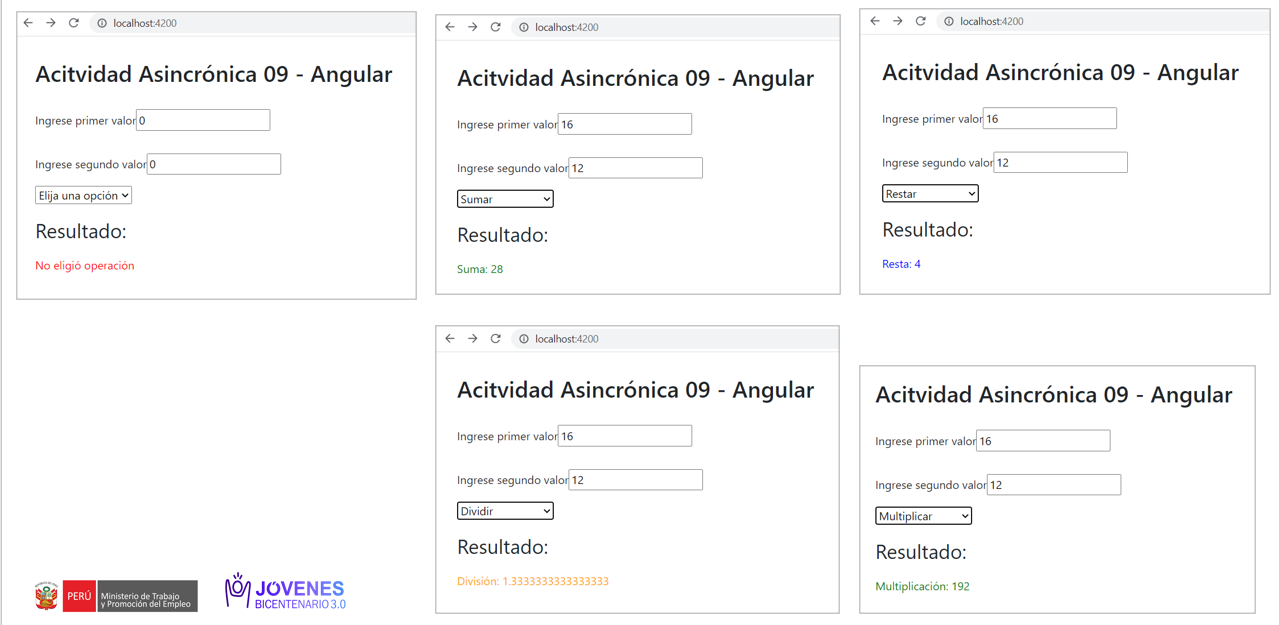 localhost:4200
Acitvidad Asincrónica 09 - Angular
Ingrese primer valor 0
Ingrese segundo valor 0
Elija una opción
Resultado:
No eligió operación
localhost:4200
Acitvidad Asincrónica 09 - Angular
Ingrese primer valor 16
Ingrese segundo valor 12
Sumar
Resultado:
Suma: 28
localhost:4200
Acitvidad Asincrónica 09 - Angular
Ingrese primer valor 16
Ingrese segundo valor 12
Restar
Resultado:
Resta: 4
localhost:4200
Acitvidad Asincrónica 09 - Angular
Ingrese primer valor 16
Ingrese segundo valor 12
Dividir
Resultado:
División: 1.3333333333333333
Acitvidad Asincrónica 09 - Angular
Ingrese primer valor 16
Ingrese segundo valor 12
Multiplicar
Resultado:
Multiplicación: 192
PERÚ
Ministerio de Trabajo
y Promoción del Empleo
JÓVENES
BICENTENARIO 3.0